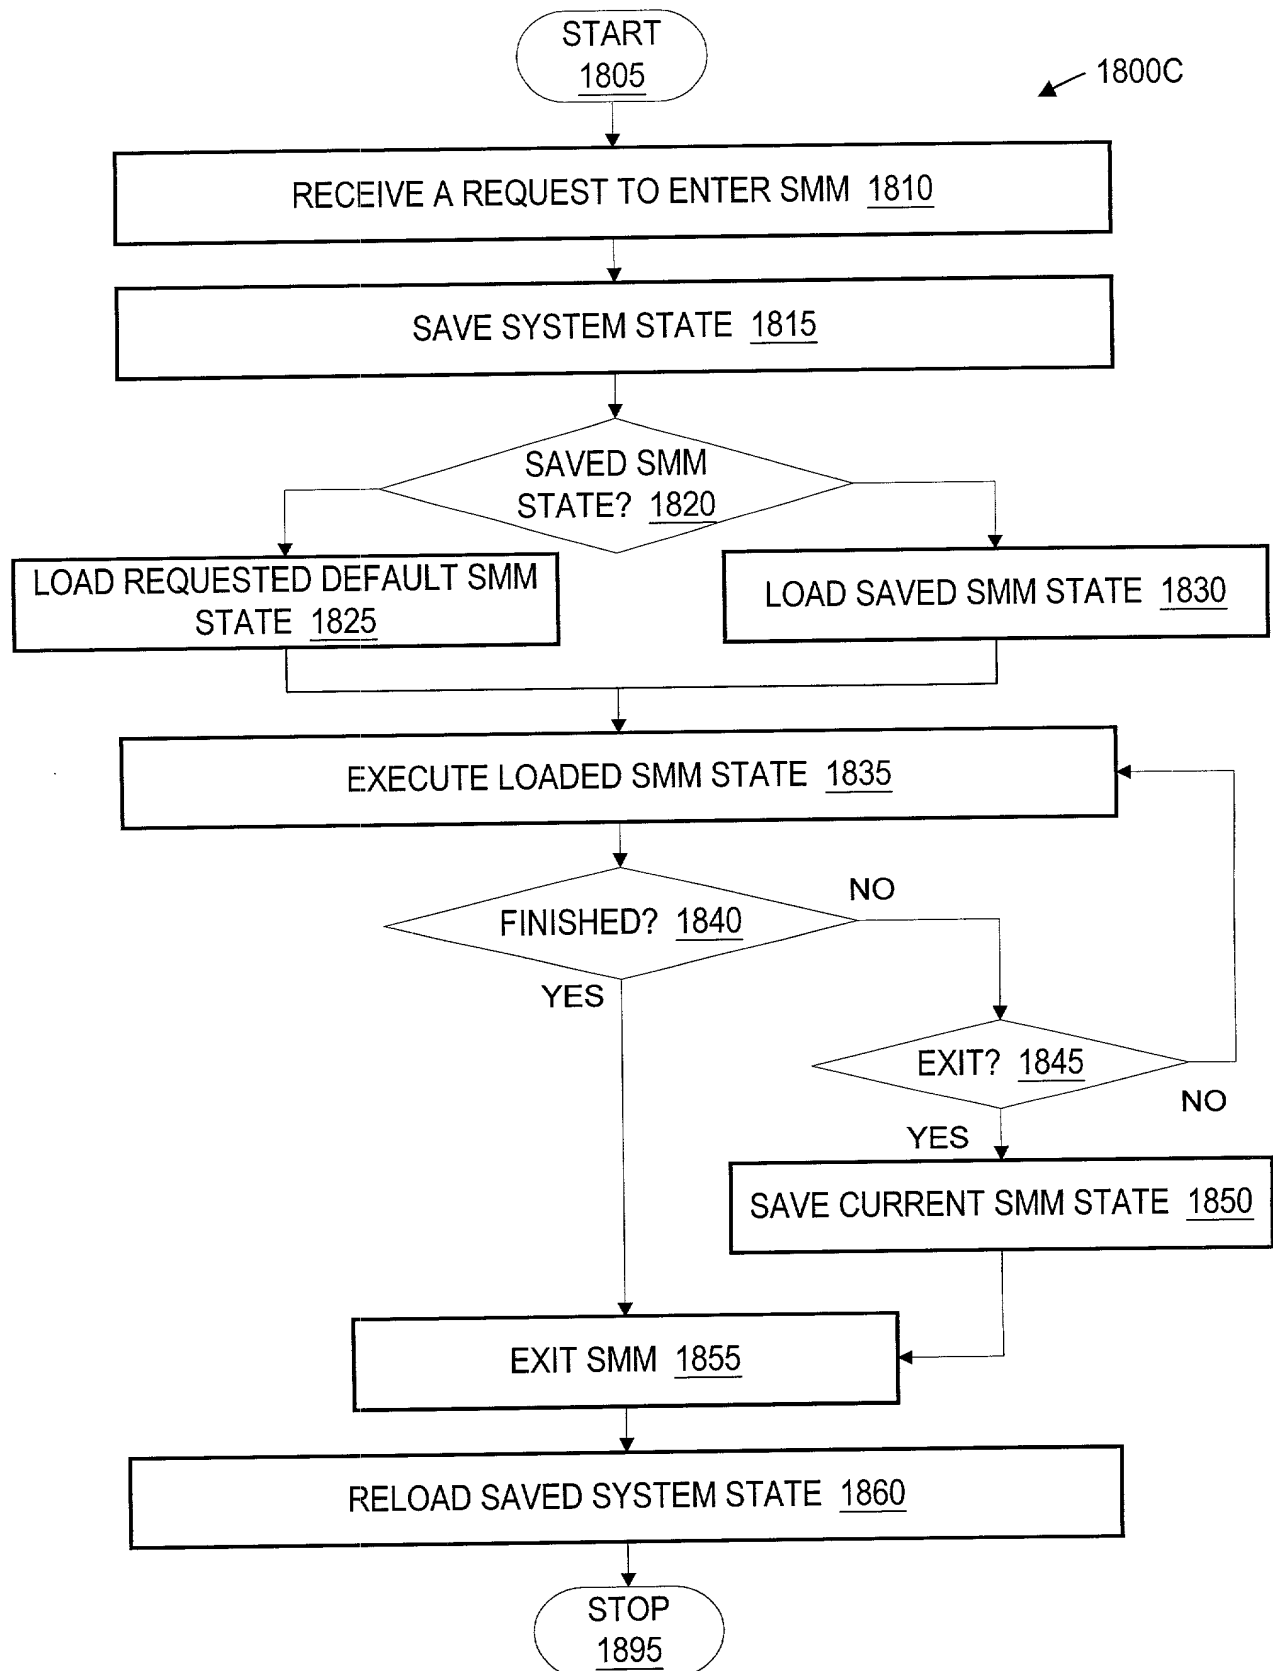 START
1805
1800C
RECEIVE A REQUEST TO ENTER SMM 1810
SAVE SYSTEM STATE 1815
SAVED SMM
STATE? 1820
LOAD REQUESTED DEFAULT SMM
STATE 1825
LOAD SAVED SMM STATE 1830
EXECUTE LOADED SMM STATE 1835
FINISHED? 1840
NO
YES
EXIT? 1845
NO
YES
SAVE CURRENT SMM STATE 1850
EXIT SMM 1855
RELOAD SAVED SYSTEM STATE 1860
STOP
1895